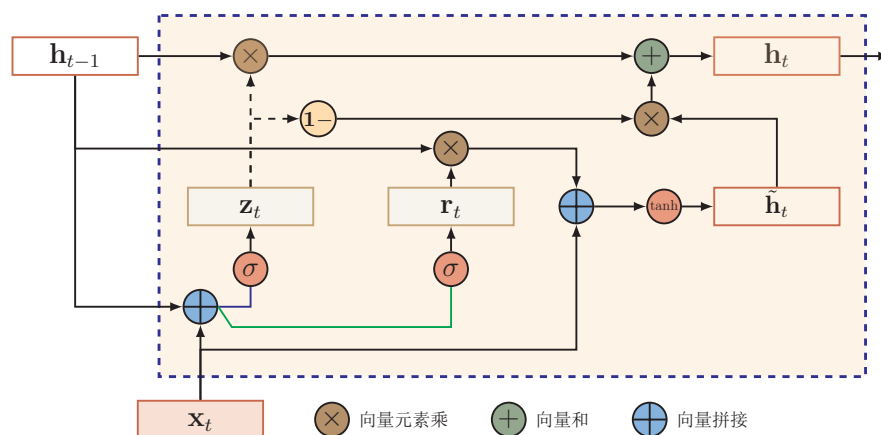 h_{t−1}
×
+
h_t
1−
×
×
z_t
r_t
tanh
h̃_t
σ
σ
x_t
× 向量元素乘
+ 向量和
向量拼接